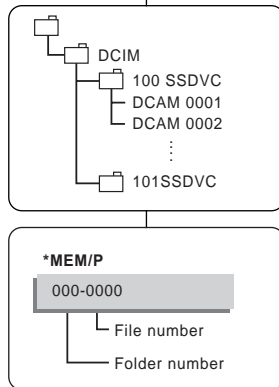 DCIM
100 SSDVC
DCAM 0001
DCAM 0002
101SSDVC
*MEM/P
000-0000
File number
Folder number